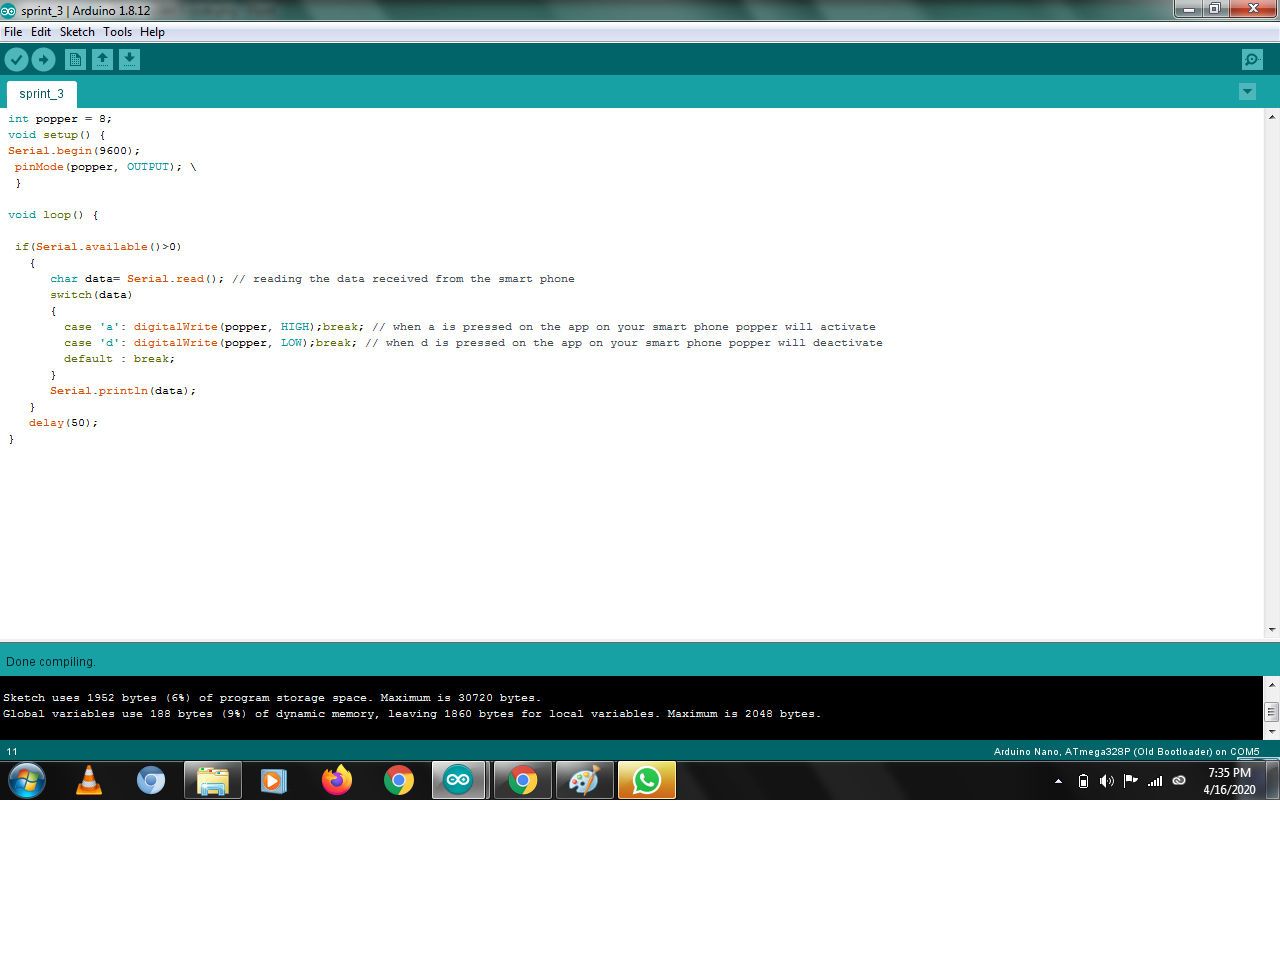 sprint_3 | Arduino 1.8.12
File Edit Sketch Tools Help
sprint_3
int popper = 8;
void setup() {
Serial.begin(9600);
pinMode(popper, OUTPUT); \
}
void loop() {
if(Serial.available()>0)
{
char data= Serial.read(); // reading the data received from the smart phone
switch(data)
{
case 'a': digitalWrite(popper, HIGH);break; // when a is pressed on the app on your smart phone popper will activate
case 'd': digitalWrite(popper, LOW);break; // when d is pressed on the app on your smart phone popper will deactivate
default : break;
}
Serial.println(data);
}
delay(50);
}
Done compiling.
Sketch uses 1952 bytes (6%) of program storage space. Maximum is 30720 bytes.
Global variables use 188 bytes (9%) of dynamic memory, leaving 1860 bytes for local variables. Maximum is 2048 bytes.
11 Arduino Nano, ATmega328P (Old Bootloader) on COM5
7:35 PM
4/16/2020